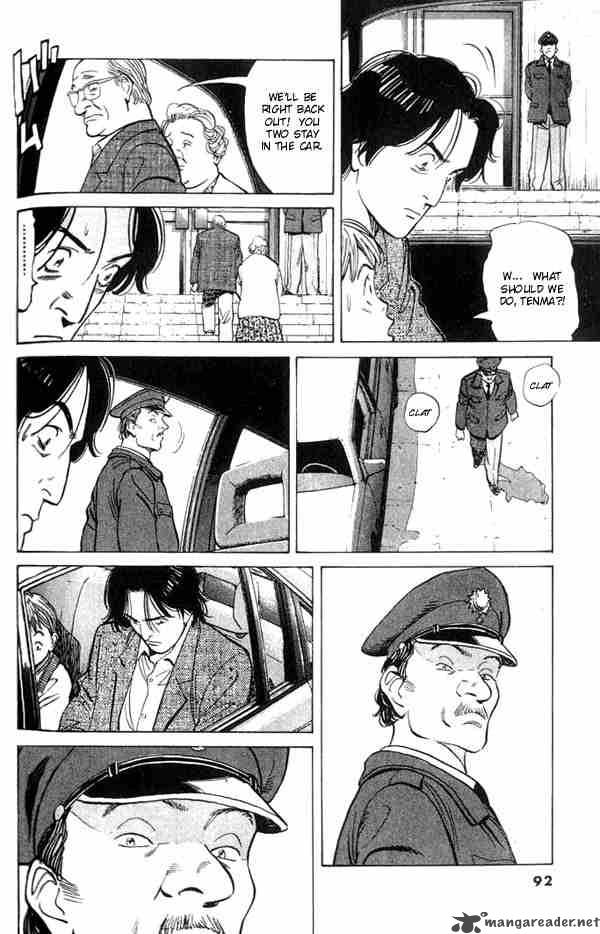 W... WHAT
SHOULD WE
DO, TENMA?!
WE'LL BE
RIGHT BACK
OUT! YOU
TWO STAY
IN THE CAR.
CLAT
CLAT
92
mangareader.net